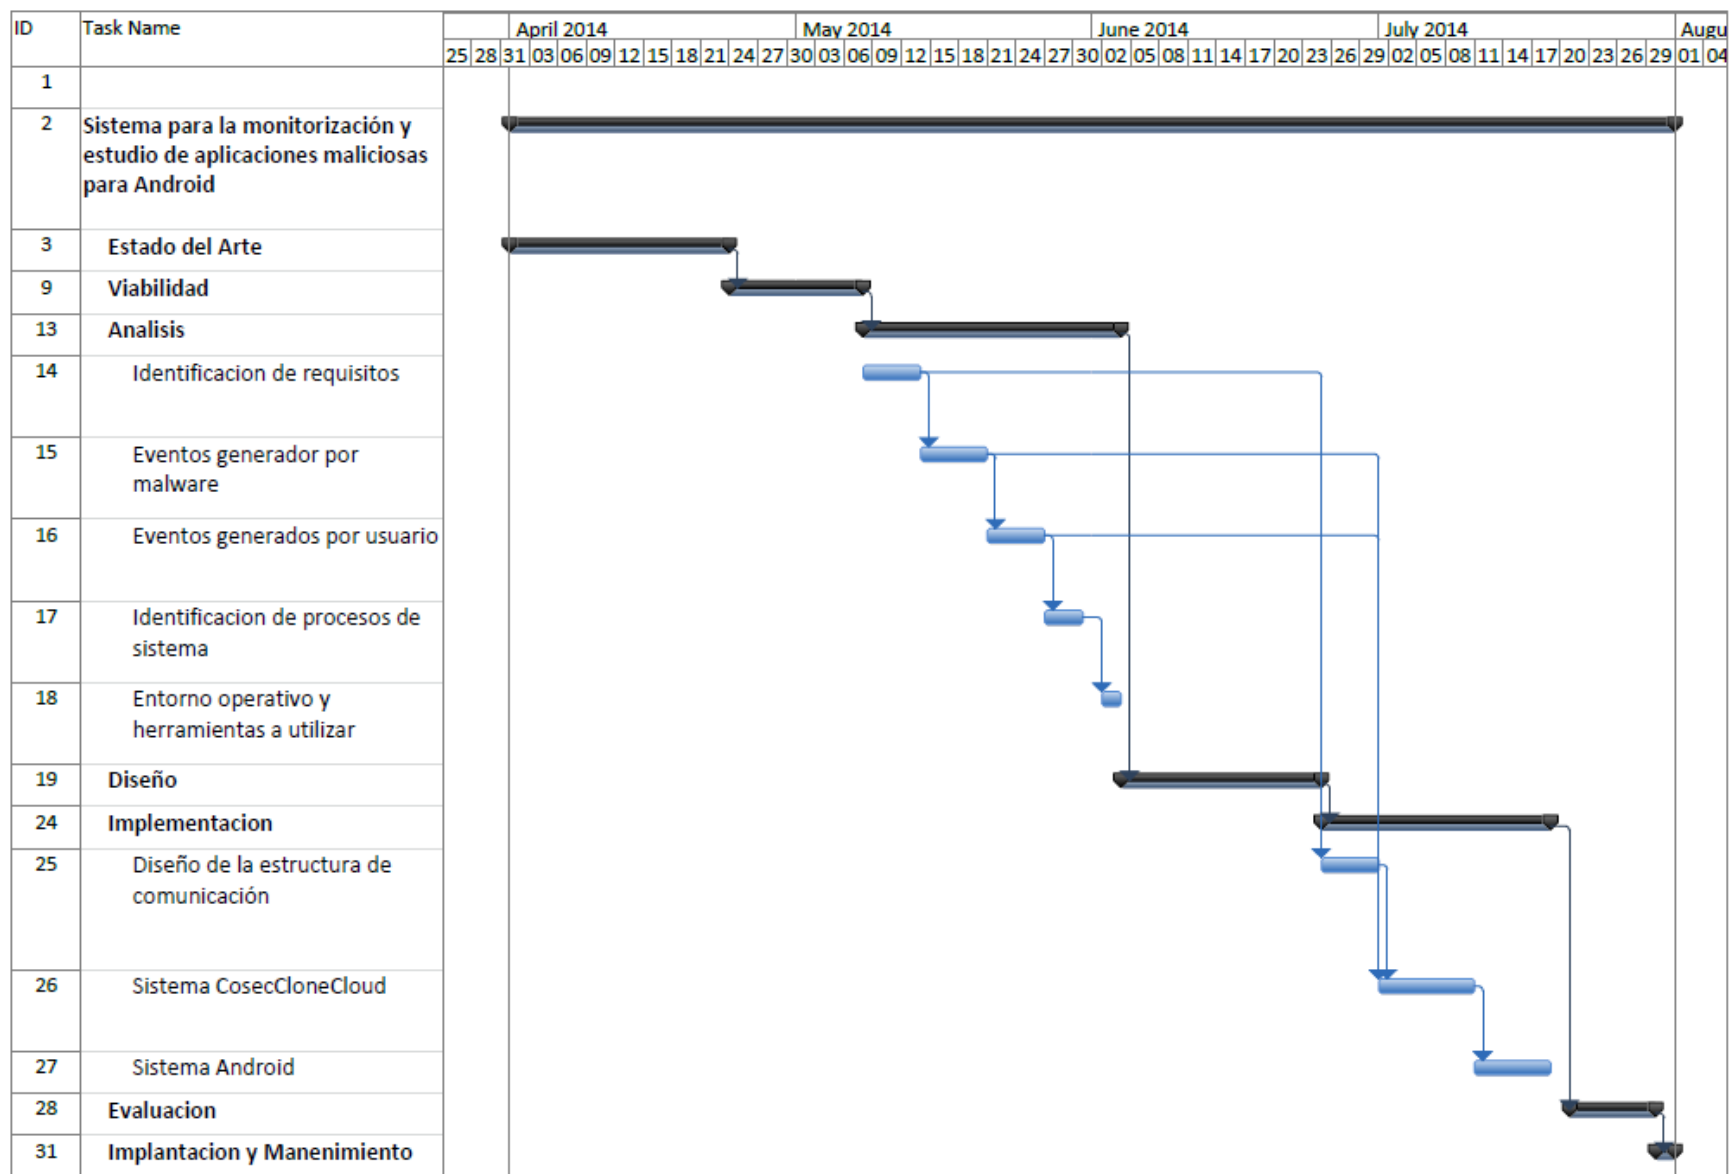 ID Task Name April 2014 May 2014 June 2014 July 2014 Augu
25 28 31 03 06 09 12 15 18 21 24 27 30 03 06 09 12 15 18 21 24 27 30 02 05 08 11 14 17 20 23 26 29 02 05 08 11 14 17 20 23 26 29 01 04
1
2 Sistema para la monitorización y
estudio de aplicaciones maliciosas
para Android
3 Estado del Arte
9 Viabilidad
13 Analisis
14 Identificacion de requisitos
15 Eventos generador por
malware
16 Eventos generados por usuario
17 Identificacion de procesos de
sistema
18 Entorno operativo y
herramientas a utilizar
19 Diseño
24 Implementacion
25 Diseño de la estructura de
comunicación
26 Sistema CosecCloneCloud
27 Sistema Android
28 Evaluacion
31 Implantacion y Manenimiento